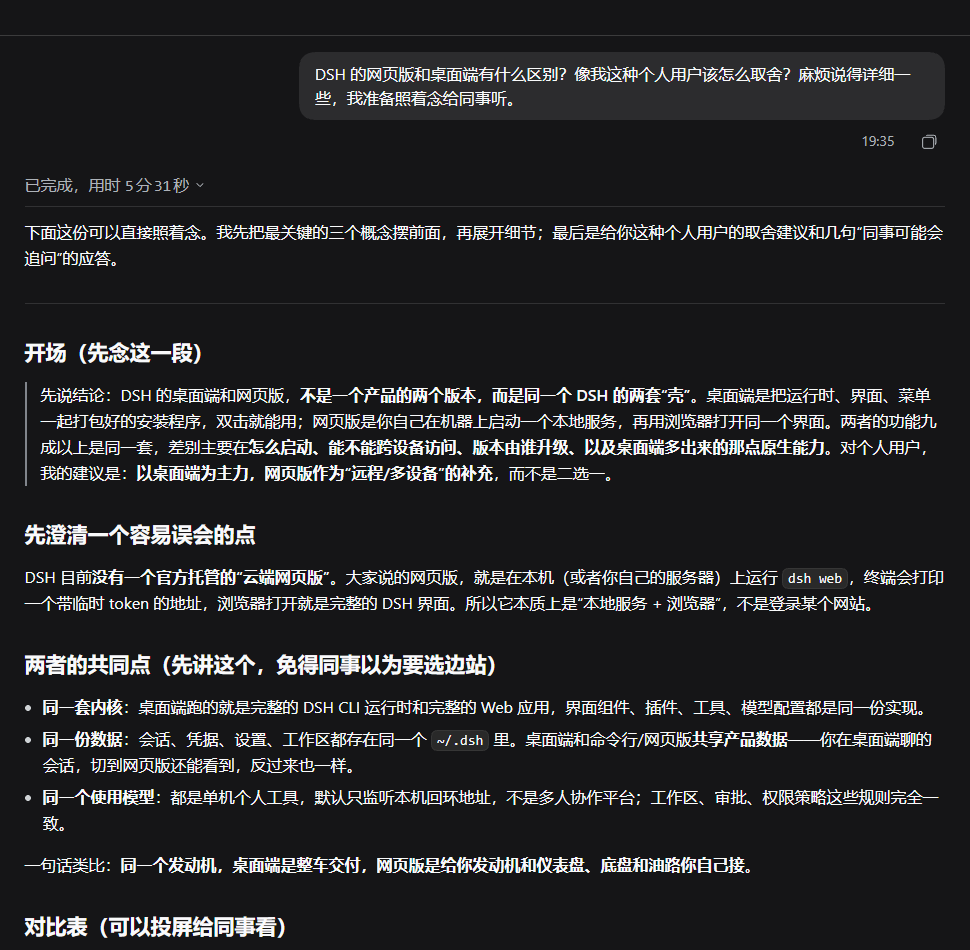 DSH 的网页版和桌面端有什么区别？像我这种个人用户该怎么取舍？麻烦说得详细一
些，我准备照着念给同事听。
19:35
已完成，用时 5 分 31 秒
下面这份可以直接照着念。我先把最关键的三个概念摆前面，再展开细节；最后是给你这种个人用户的取舍建议和几句“同事可能会
追问”的应答。
开场（先念这一段）
先说结论：DSH 的桌面端和网页版，不是一个产品的两个版本，而是同一个 DSH 的两套“壳”。桌面端是把运行时、界面、菜单
一起打包好的安装程序，双击就能用；网页版是你自己在机器上启动一个本地服务，再用浏览器打开同一个界面。两者的功能九
成以上是同一套，差别主要在怎么启动、能不能跨设备访问、版本由谁升级、以及桌面端多出来的那点原生能力。对个人用户，
我的建议是：以桌面端为主力，网页版作为“远程/多设备”的补充，而不是二选一。
先澄清一个容易误会的点
DSH 目前没有一个官方托管的“云端网页版”。大家说的网页版，就是在本机（或者你自己的服务器）上运行 dsh web，终端会打印
一个带临时 token 的地址，浏览器打开就是完整的 DSH 界面。所以它本质上是“本地服务 + 浏览器”，不是登录某个网站。
两者的共同点（先讲这个，免得同事以为要选边站）
• 同一套内核：桌面端跑的就是完整的 DSH CLI 运行时和完整的 Web 应用，界面组件、插件、工具、模型配置都是同一份实现。
• 同一份数据：会话、凭据、设置、工作区都存在同一个 ~/.dsh 里。桌面端和命令行/网页版共享产品数据——你在桌面端聊的
会话，切到网页版还能看到，反过来也一样。
• 同一个使用模型：都是单机个人工具，默认只监听本机回环地址，不是多人协作平台；工作区、审批、权限策略这些规则完全一
致。
一句话类比：同一个发动机，桌面端是整车交付，网页版是给你发动机和仪表盘、底盘和油路你自己接。
对比表（可以投屏给同事看）